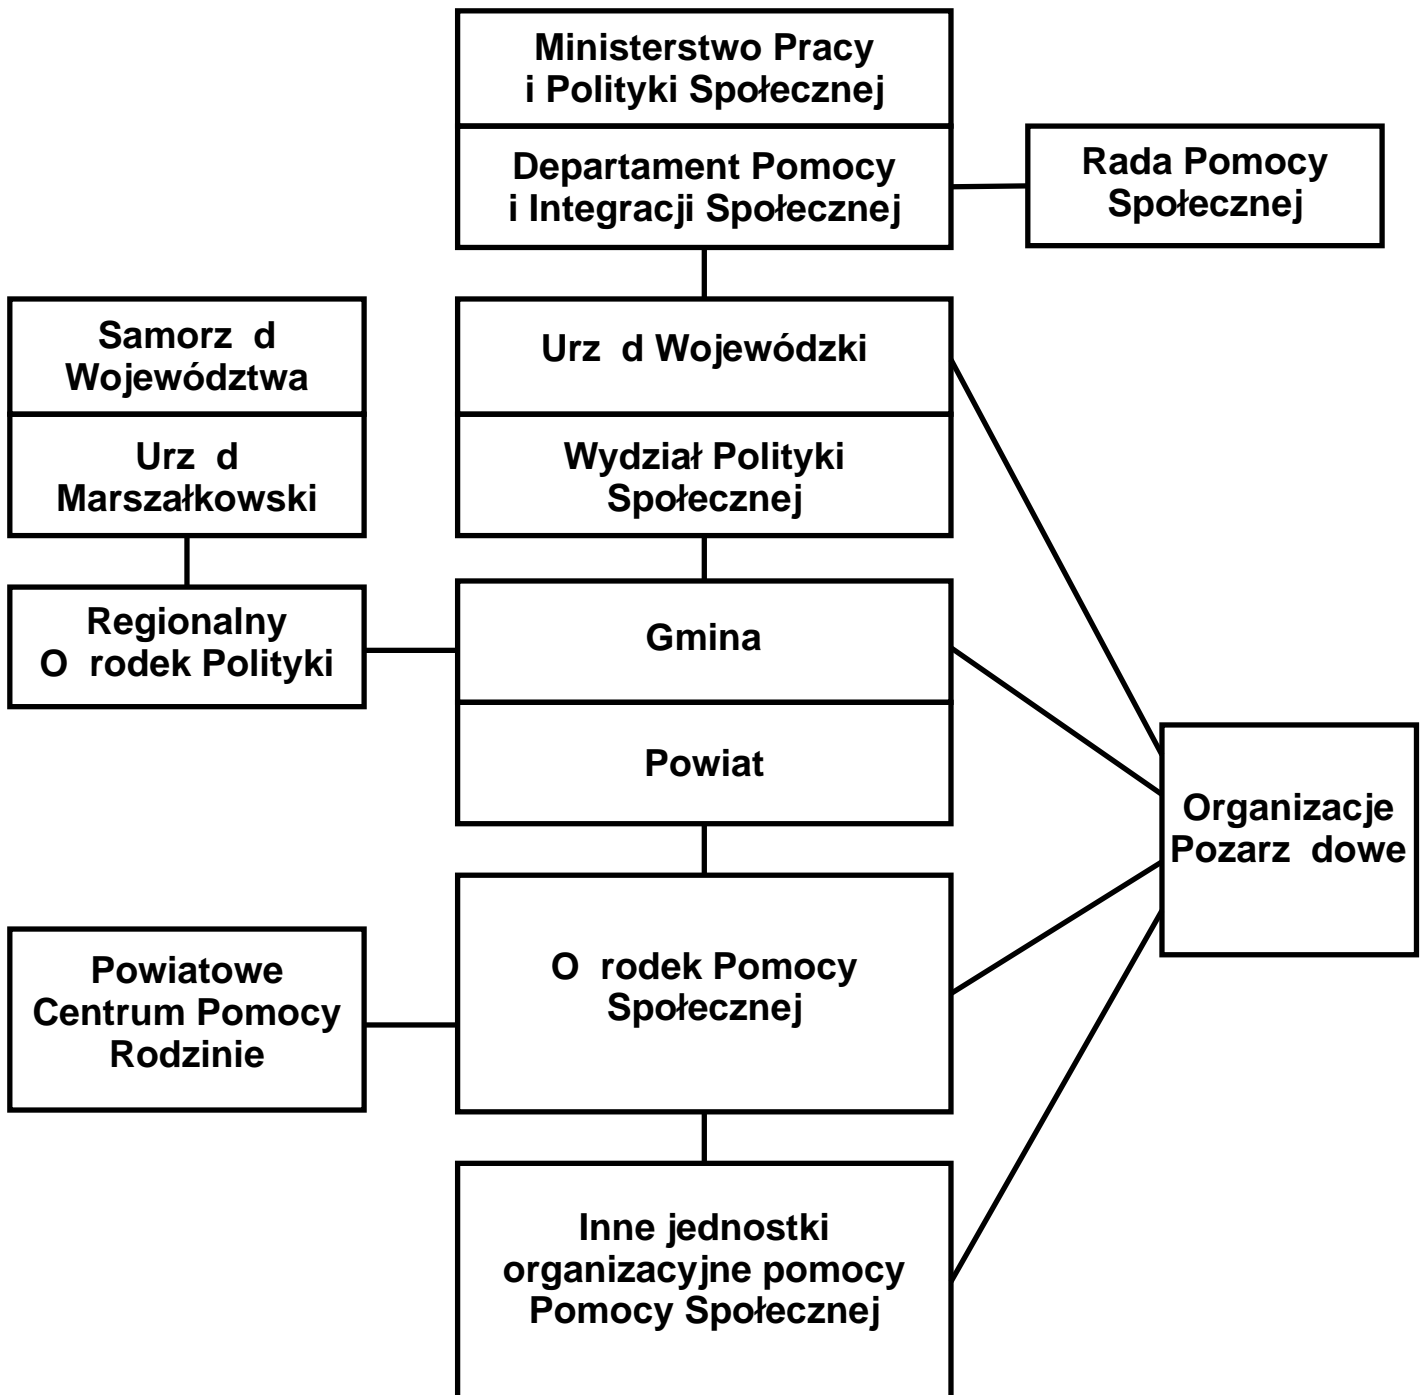 Ministerstwo Pracy
i Polityki Społecznej
Departament Pomocy
i Integracji Społecznej
Rada Pomocy
Społecznej
Samorz d
Województwa
Urz d
Marszałkowski
Urz d Wojewódzki
Wydział Polityki
Społecznej
Regionalny
O rodek Polityki
Gmina
Powiat
Organizacje
Pozarz dowe
Powiatowe
Centrum Pomocy
Rodzinie
O rodek Pomocy
Społecznej
Inne jednostki
organizacyjne pomocy
Pomocy Społecznej